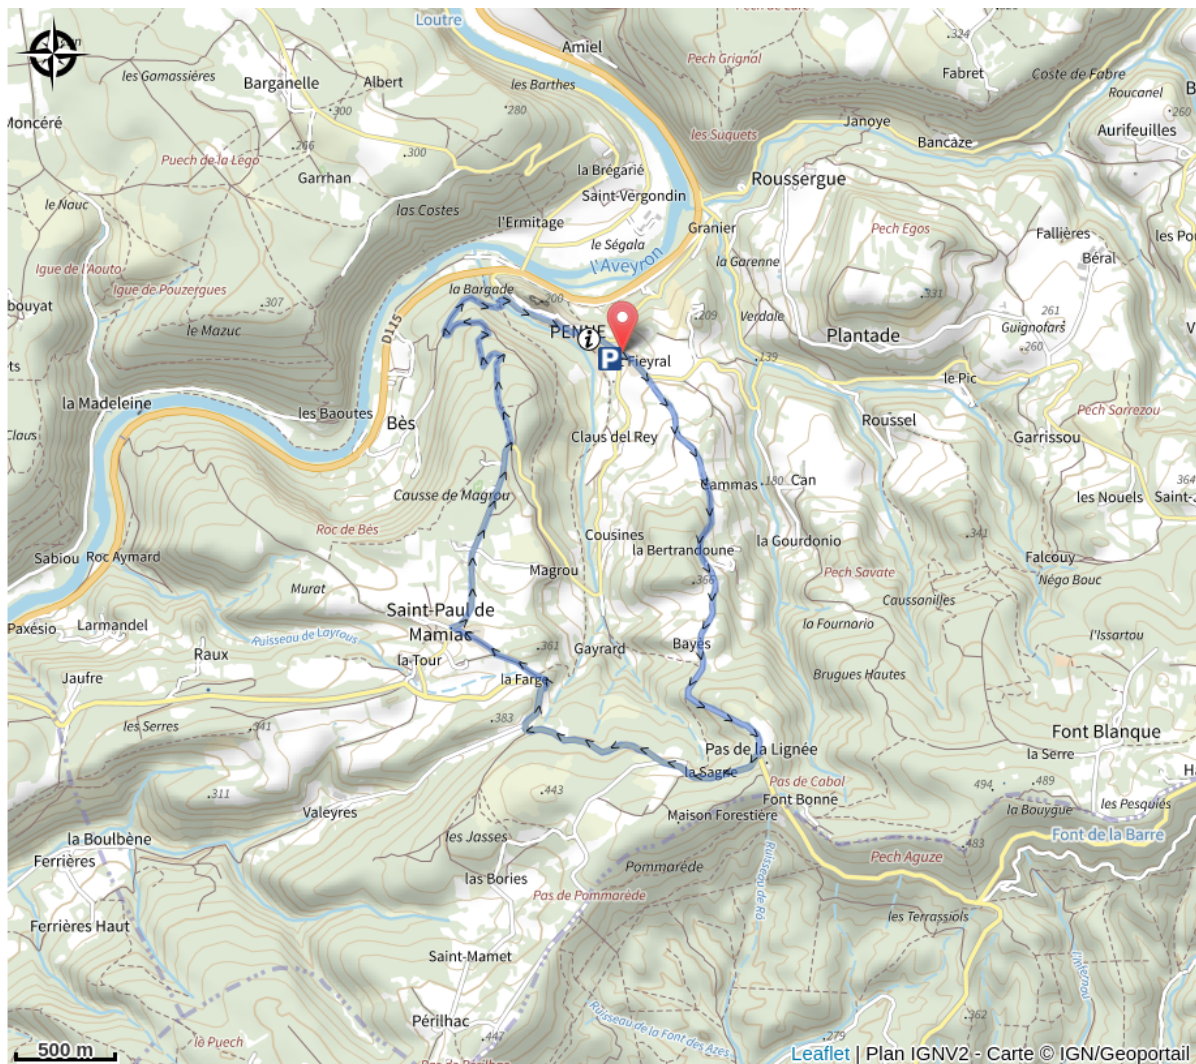 Loutre
Amiel
Pech Grignal
.324
Fabret
Coste de Fabre
Roucanel
les Gamassières
Barganelle
Albert
les Barthes
.260
Moncéré
.300
.280
les Suquets
Janoye
Bancaze
Aurifeuilles
.266
.300
Puech de la Légo
Garrhan
la Brégarie
Saint-Vergondin
Roussergue
le Nauc
las Costes
l'Ermitage
Granier
Pech Egos
Fallières
les Pou
le Ségala
l'Aveyron
la Garenne
Béral
Igue de l'Aouto
Igue de Pouzergues
la Bargade
.200
bouyat
.307
.331
261
le Mazuc
D115
PENNE
i
.209
Verdale
Guignofars
.260
Plantade
P
Fieyral
.139
le Pic
la Madeleine
les Baoutes
Bès
Roussel
Pech Sarrezou
Claus
Claus del Rey
Garrissou
Causse de Magrou
Cammas
.180
Can
364
les Nouels
Saint-J
Roc de Bès
Cousines
la Bertrandoune
la Gourdonio
.341
Sabiou
Roc Aymard
Falcouy
Magrou
.366
Pech Savate
Négo Bouc
Murat
Caussanilles
Saint-Paul de
Mamiac
Paxésio
Larmandel
Ruisseau de Layrous
la Fournario
l'Issartou
Raux
la Tour
.361
Gayrard
Bayès
Jaufre
la Farge
Brugues Hautes
les Serres
.341
.383
Font Blanque
Pas de la Lignée
la Serre
la Sagne
Pas de Cabal
.311
.443
494
.489
Font Bonne
les Pesquiés
Valeyres
Maison Forestière
la Bouygue
la Boulbène
les Jasses
Font de la Barre
.483
Ferrières
Pommaréde
Pech Aguze
las Bories
Pas de Pommarède
Ruisseau de Rô
les Terrassiols
Ferrières Haut
Saint-Mamet
l'Infernau
Périlhac
.362
.447
Ruisseau de la Font des Azes
.279
le Puech
500 m
Leaflet | Plan IGNV2 - Carte © IGN/Geoportail